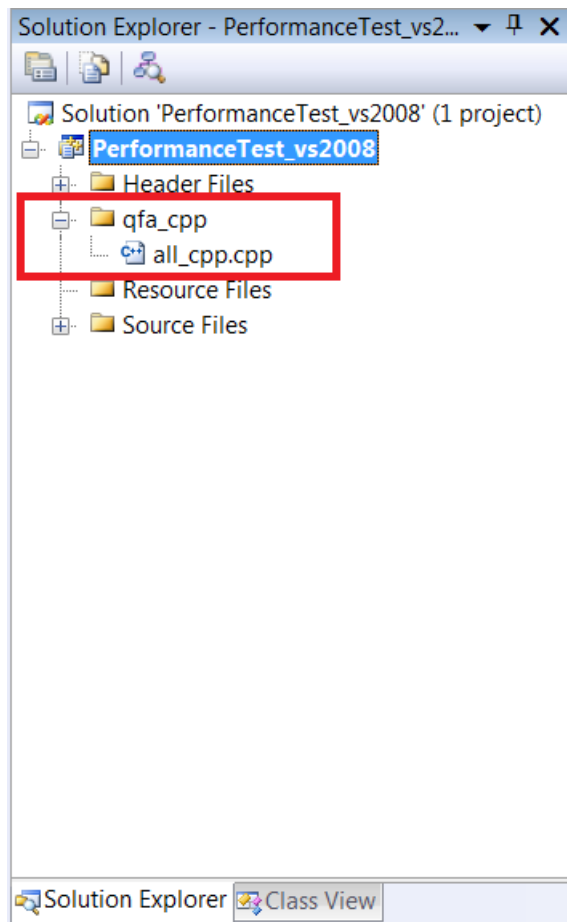 Solution Explorer - PerformanceTest_vs2...
Solution 'PerformanceTest_vs2008' (1 project)
PerformanceTest_vs2008
Header Files
qfa_cpp
all_cpp.cpp
Resource Files
Source Files
Solution Explorer Class View